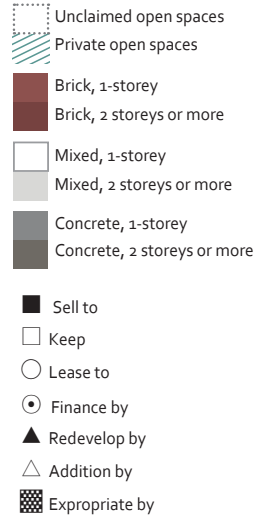 Unclaimed open spaces
Private open spaces
Brick, 1-storey
Brick, 2 storeys or more
Mixed, 1-storey
Mixed, 2 storeys or more
Concrete, 1-storey
Concrete, 2 storeys or more
Sell to
Keep
Lease to
Finance by
Redevelop by
Addition by
Expropriate by